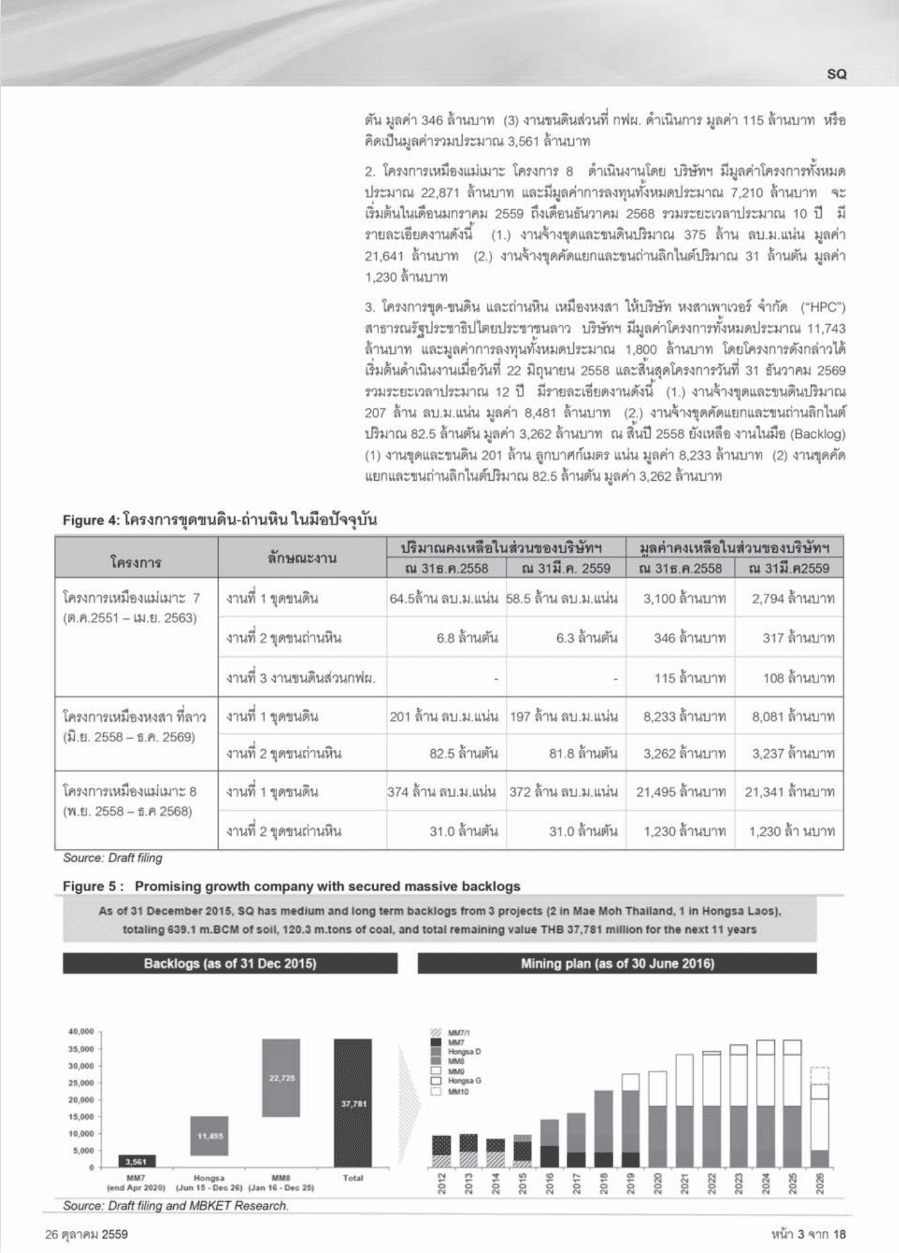 SQ
ตัน มูลค่า 346 ล้านบาท (3) งานขนดินส่วนที่ กฟผ. ดำเนินการ มูลค่า 115 ล้านบาท หรือ
คิดเป็นมูลค่ารวมประมาณ 3,561 ล้านบาท
2. โครงการเหมืองแม่เมาะ โครงการ 8 ดำเนินงานโดย บริษัทฯ มีมูลค่าโครงการทั้งหมด
ประมาณ 22,871 ล้านบาท และมีมูลค่าการลงทุนทั้งหมดประมาณ 7,210 ล้านบาท จะ
เริ่มต้นในเดือนมกราคม 2559 ถึงเดือนธันวาคม 2568 รวมระยะเวลาประมาณ 10 ปี มี
รายละเอียดงานดังนี้ (1.) งานจ้างขุดและขนดินปริมาณ 375 ล้าน ลบ.ม.แน่น มูลค่า
21,641 ล้านบาท (2.) งานจ้างขุดคัดแยกและขนถ่านลิกไนต์ปริมาณ 31 ล้านตัน มูลค่า
1,230 ล้านบาท
3. โครงการขุด-ขนดิน และถ่านหิน เหมืองหงสา ให้บริษัท หงสาเพาเวอร์ จำกัด ("HPC")
สาธารณรัฐประชาธิปไตยประชาชนลาว บริษัทฯ มีมูลค่าโครงการทั้งหมดประมาณ 11,743
ล้านบาท และมูลค่าการลงทุนทั้งหมดประมาณ 1,800 ล้านบาท โดยโครงการดังกล่าวได้
เริ่มต้นดำเนินงานเมื่อวันที่ 22 มิถุนายน 2558 และสิ้นสุดโครงการวันที่ 31 ธันวาคม 2569
รวมระยะเวลาประมาณ 12 ปี มีรายละเอียดงานดังนี้ (1.) งานจ้างขุดและขนดินปริมาณ
207 ล้าน ลบ.ม.แน่น มูลค่า 8,481 ล้านบาท (2.) งานจ้างขุดคัดแยกและขนถ่านลิกไนต์
ปริมาณ 82.5 ล้านตัน มูลค่า 3,262 ล้านบาท ณ สิ้นปี 2558 ยังเหลือ งานในมือ (Backlog)
(1) งานขุดและขนดิน 201 ล้าน ลูกบาศก์เมตร แน่น มูลค่า 8,233 ล้านบาท (2) งานขุดคัด
แยกและขนถ่านลิกไนต์ปริมาณ 82.5 ล้านตัน มูลค่า 3,262 ล้านบาท
Figure 4: โครงการขุดขนดิน-ถ่านหิน ในมือปัจจุบัน
โครงการ ลักษณะงาน ปริมาณคงเหลือในส่วนของบริษัทฯ มูลค่าคงเหลือในส่วนของบริษัทฯ
ณ 31ธ.ค.2558 ณ 31มี.ค. 2559 ณ 31ธ.ค.2558 ณ 31มี.ค2559
โครงการเหมืองแม่เมาะ 7 งานที่ 1 ขุดขนดิน 64.5ล้าน ลบ.ม.แน่น 58.5 ล้าน ลบ.ม.แน่น 3,100 ล้านบาท 2,794 ล้านบาท
(ต.ค.2551 – เม.ย. 2563)
งานที่ 2 ขุดขนถ่านหิน 6.8 ล้านตัน 6.3 ล้านตัน 346 ล้านบาท 317 ล้านบาท
งานที่ 3 งานขนดินส่วนกฟผ. - - 115 ล้านบาท 108 ล้านบาท
โครงการเหมืองหงสา ที่ลาว งานที่ 1 ขุดขนดิน 201 ล้าน ลบ.ม.แน่น 197 ล้าน ลบ.ม.แน่น 8,233 ล้านบาท 8,081 ล้านบาท
(มิ.ย. 2558 – ธ.ค. 2569)
งานที่ 2 ขุดขนถ่านหิน 82.5 ล้านตัน 81.8 ล้านตัน 3,262 ล้านบาท 3,237 ล้านบาท
โครงการเหมืองแม่เมาะ 8 งานที่ 1 ขุดขนดิน 374 ล้าน ลบ.ม.แน่น 372 ล้าน ลบ.ม.แน่น 21,495 ล้านบาท 21,341 ล้านบาท
(พ.ย. 2558 – ธ.ค 2568)
งานที่ 2 ขุดขนถ่านหิน 31.0 ล้านตัน 31.0 ล้านตัน 1,230 ล้านบาท 1,230 ล้า นบาท
Source: Draft filing
Figure 5 : Promising growth company with secured massive backlogs
As of 31 December 2015, SQ has medium and long term backlogs from 3 projects (2 in Mae Moh Thailand, 1 in Hongsa Laos),
totaling 639.1 m.BCM of soil, 120.3 m.tons of coal, and total remaining value THB 37,781 million for the next 11 years
Backlogs (as of 31 Dec 2015) Mining plan (as of 30 June 2016)
40,000
35,000
30,000
25,000
20,000
15,000
10,000
5,000
0
3,561
11,495
22,725
37,781
MM7 Hongsa MM8 Total
(end Apr 2020) (Jun 15 - Dec 26) (Jan 16 - Dec 25)
MM7/1
MM7
Hongsa D
MM8
MM9
Hongsa G
MM10
2012 2013 2014 2015 2016 2017 2018 2019 2020 2021 2022 2023 2024 2025 2026
Source: Draft filing and MBKET Research.
26 ตุลาคม 2559 หน้า 3 จาก 18